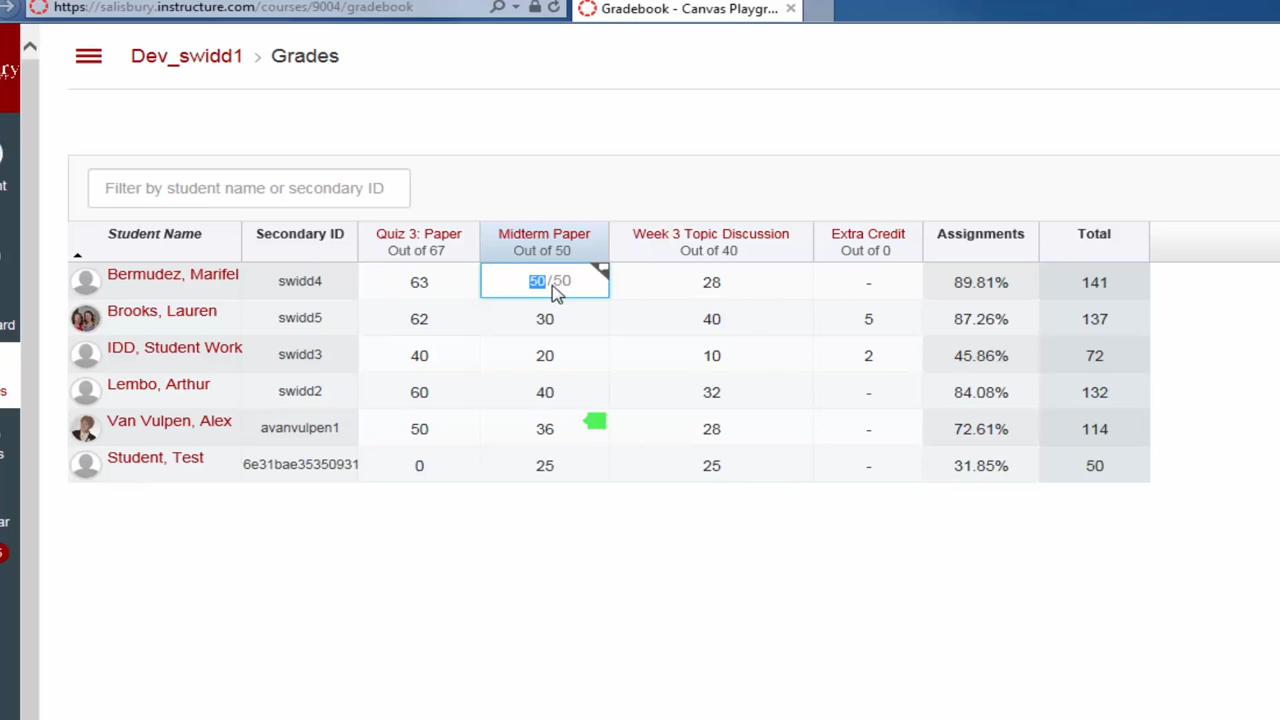 https://salisbury.instructure.com/courses/9004/gradebook
Gradebook - Canvas Playgr...
ry
Dev_swidd1 > Grades
nt
Filter by student name or secondary ID
Student Name Secondary ID Quiz 3: Paper Midterm Paper Week 3 Topic Discussion Extra Credit Assignments Total
Out of 67 Out of 50 Out of 40 Out of 0
Bermudez, Marifel swidd4 63 50/50 28 - 89.81% 141
Brooks, Lauren swidd5 62 30 40 5 87.26% 137
ard
IDD, Student Work swidd3 40 20 10 2 45.86% 72
Lembo, Arthur swidd2 60 40 32 - 84.08% 132
es
Van Vulpen, Alex avanvulpen1 50 36 28 - 72.61% 114
s
Student, Test 6e31bae35350931 0 25 25 - 31.85% 50
ar